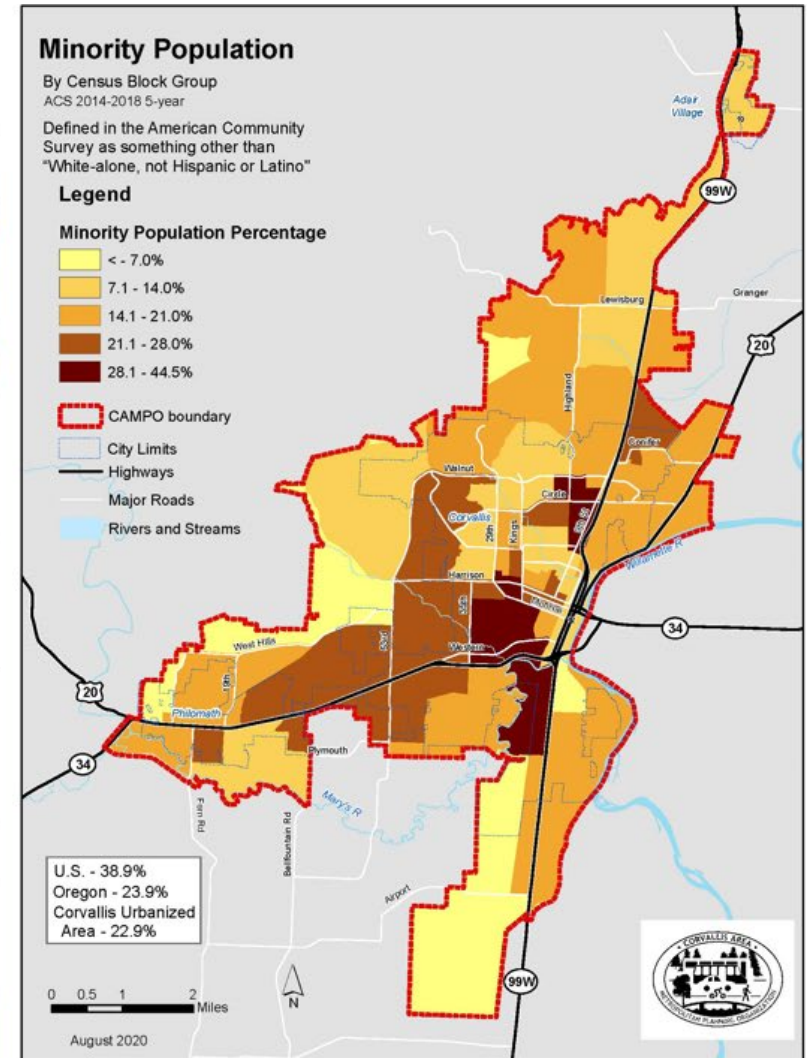 Minority Population
By Census Block Group
ACS 2014-2018 5-year
Defined in the American Community
Survey as something other than
"White-alone, not Hispanic or Latino"
Legend
Minority Population Percentage
< - 7.0%
7.1 - 14.0%
14.1 - 21.0%
21.1 - 28.0%
28.1 - 44.5%
CAMPO boundary
City Limits
Highways
Major Roads
Rivers and Streams
Adair
Village
99W
Lewisburg
Granger
20
Highland
Conifer
Walnut
Circle
9th St
Corvallis
29th
Kings
Willamette R
Harrison
Monroe
35th
53rd
Western
34
West Hills
19th
20
Philomath
34
Plymouth
Mary's R
Fern Rd
Bellfountain Rd
Airport
99W
U.S. - 38.9%
Oregon - 23.9%
Corvallis Urbanized
Area - 22.9%
0 0.5 1 2
Miles
N
August 2020
CORVALLIS AREA
METROPOLITAN PLANNING ORGANIZATION